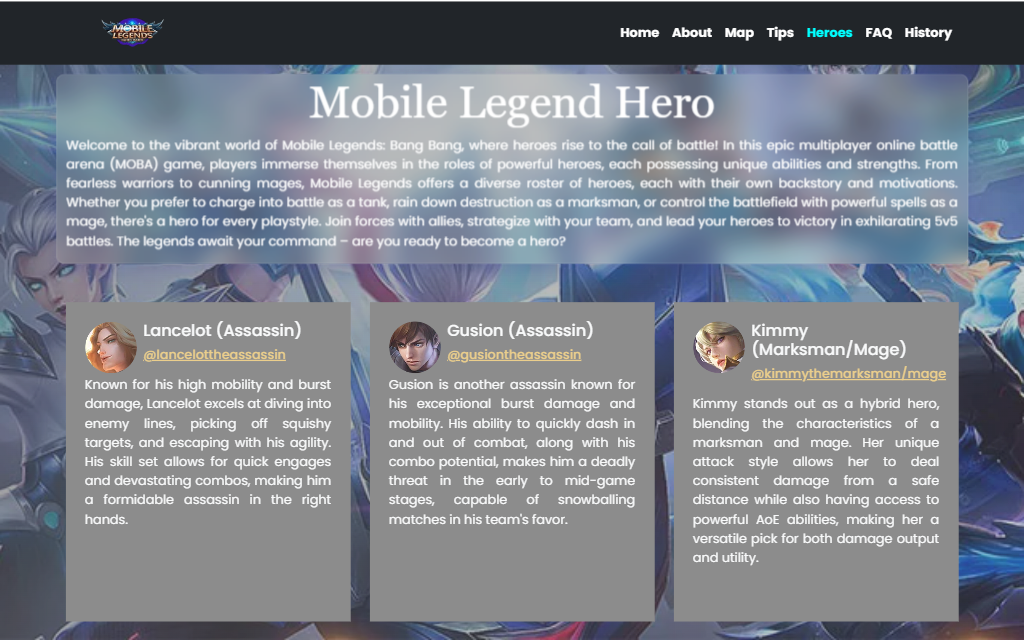 MOBILE
LEGENDS
Home About Map Tips Heroes FAQ History
Mobile Legend Hero
Welcome to the vibrant world of Mobile Legends: Bang Bang, where heroes rise to the call of battle! In this epic multiplayer online battle
arena (MOBA) game, players immerse themselves in the roles of powerful heroes, each possessing unique abilities and strengths. From
fearless warriors to cunning mages, Mobile Legends offers a diverse roster of heroes, each with their own backstory and motivations.
Whether you prefer to charge into battle as a tank, rain down destruction as a marksman, or control the battlefield with powerful spells as a
mage, there's a hero for every playstyle. Join forces with allies, strategize with your team, and lead your heroes to victory in exhilarating 5v5
battles. The legends await your command – are you ready to become a hero?
Lancelot (Assassin)
@lancelottheassassin
Known for his high mobility and burst
damage, Lancelot excels at diving into
enemy lines, picking off squishy
targets, and escaping with his agility.
His skill set allows for quick engages
and devastating combos, making him
a formidable assassin in the right
hands.
Gusion (Assassin)
@gusiontheassassin
Gusion is another assassin known for
his exceptional burst damage and
mobility. His ability to quickly dash in
and out of combat, along with his
combo potential, makes him a deadly
threat in the early to mid-game
stages, capable of snowballing
matches in his team's favor.
Kimmy
(Marksman/Mage)
@kimmythemarksman/mage
Kimmy stands out as a hybrid hero,
blending the characteristics of a
marksman and mage. Her unique
attack style allows her to deal
consistent damage from a safe
distance while also having access to
powerful AoE abilities, making her a
versatile pick for both damage output
and utility.